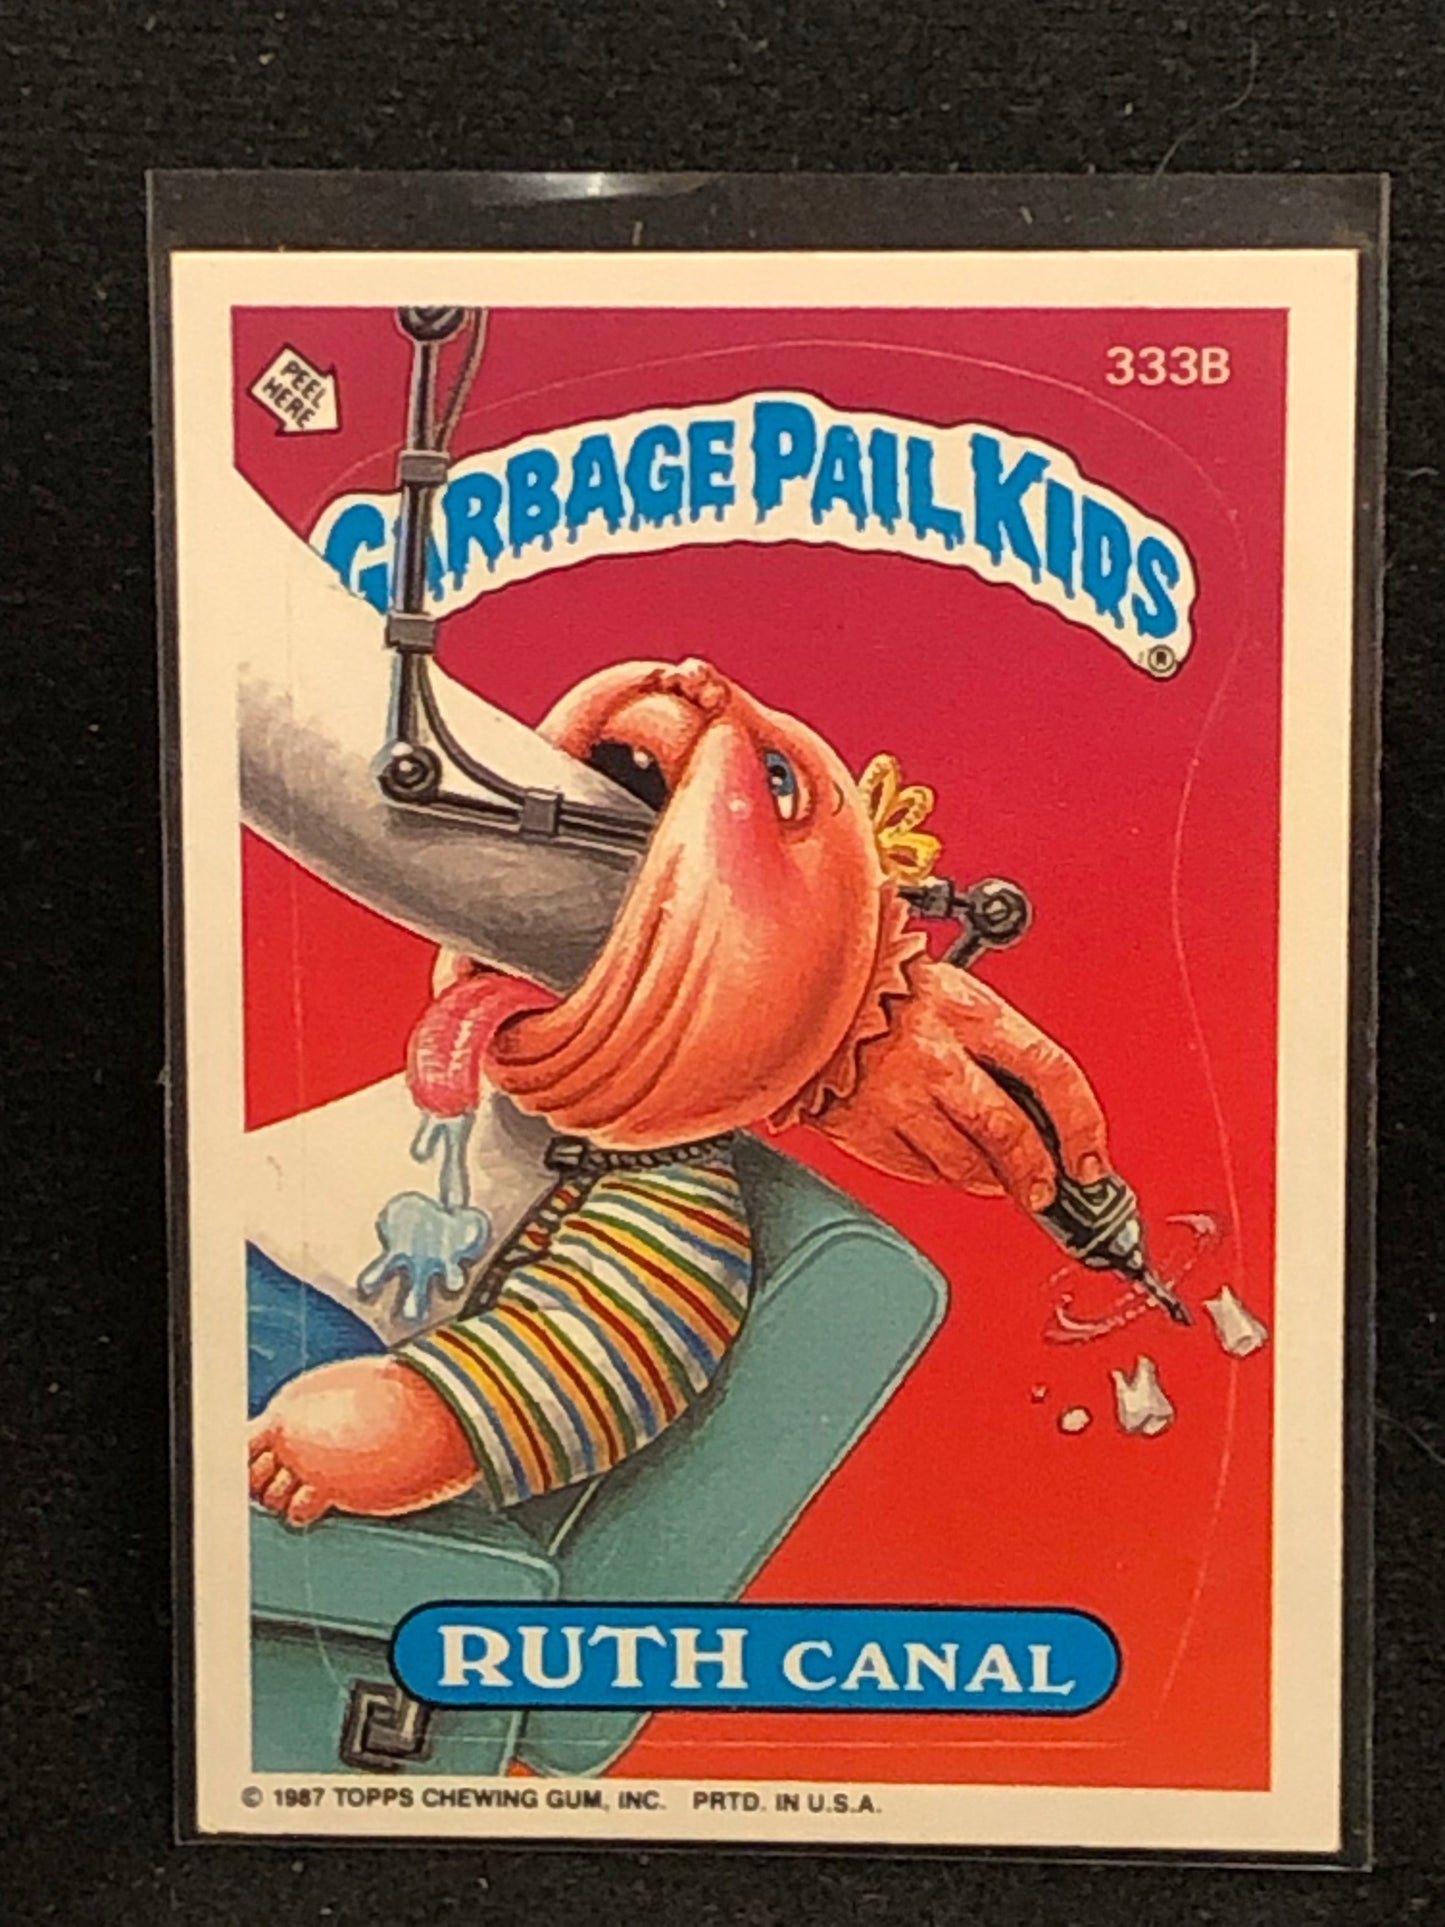 PEEL
HERE
333B
GARBAGE PAIL KIDS
®
RUTH CANAL
© 1987 TOPPS CHEWING GUM, INC. PRTD. IN U.S.A.